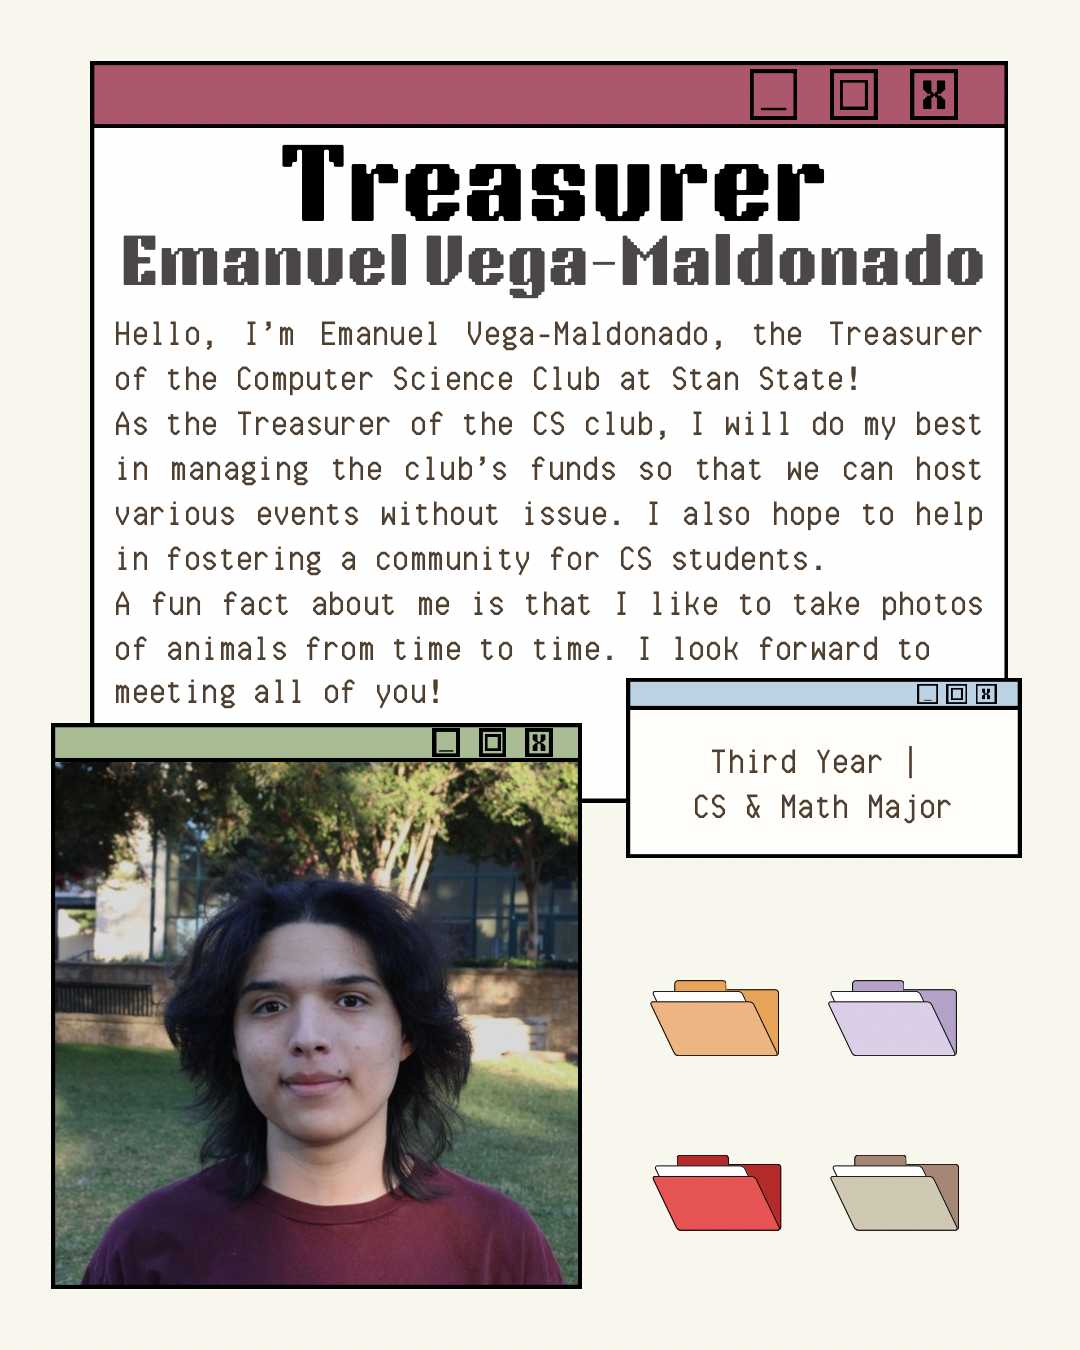 Treasurer
Emanuel Vega-Maldonado
Hello, I’m Emanuel Vega-Maldonado, the Treasurer
of the Computer Science Club at Stan State!
As the Treasurer of the CS club, I will do my best
in managing the club’s funds so that we can host
various events without issue. I also hope to help
in fostering a community for CS students.
A fun fact about me is that I like to take photos
of animals from time to time. I look forward to
meeting all of you!
Third Year |
CS & Math Major